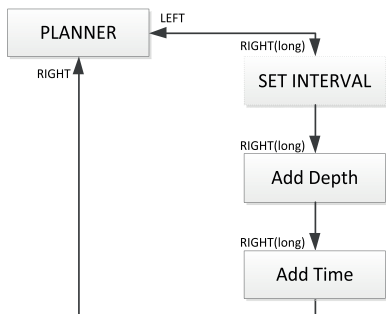 LEFT
PLANNER
RIGHT(long)
RIGHT
SET INTERVAL
RIGHT(long)
Add Depth
RIGHT(long)
Add Time